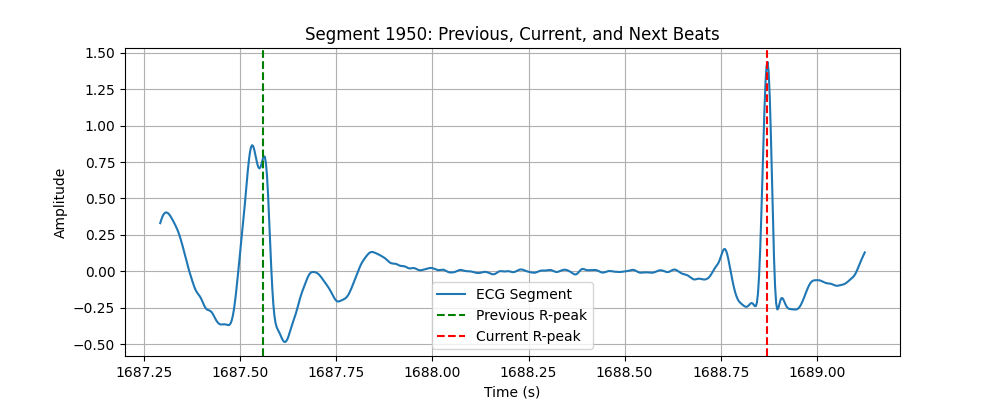 Segment 1950: Previous, Current, and Next Beats
Amplitude
1.50
1.25
1.00
0.75
0.50
0.25
0.00
−0.25
−0.50
ECG Segment
Previous R-peak
Current R-peak
1687.25 1687.50 1687.75 1688.00 1688.25 1688.50 1688.75 1689.00
Time (s)